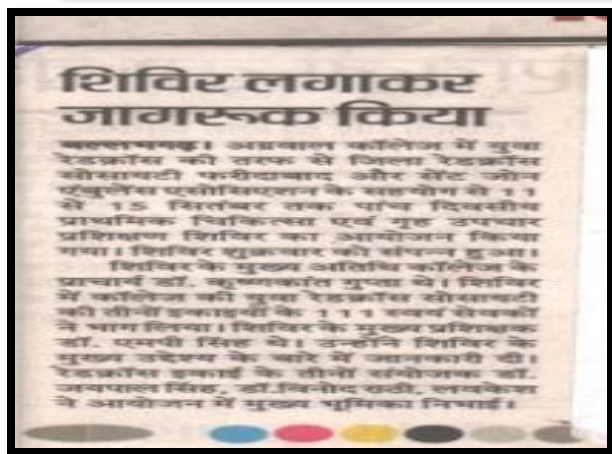 शिविर लगाकर
जागरूक किया
बल्लभगढ़। अग्रवाल कॉलेज में युवा
रेडक्रॉस की तरफ से जिला रेडक्रॉस
सोसायटी फरीदाबाद और सेंट जोन
एंबुलेंस एसोसिएशन के सहयोग से 11
से 15 सितंबर तक पांच दिवसीय
प्राथमिक चिकित्सा एवं गृह उपचार
प्रशिक्षण शिविर का आयोजन किया
गया। शिविर शुक्रवार को संपन्न हुआ।
शिविर के मुख्य अतिथि कॉलेज के
प्राचार्य डॉ. कृष्णकांत गुप्ता थे। शिविर
में कॉलेज की युवा रेडक्रॉस सोसायटी
की तीनों इकाइयों के 111 स्वयं सेवकों
ने भाग लिया। शिविर के मुख्य प्रशिक्षक
डॉ. एमपी सिंह थे। उन्होंने शिविर के
मुख्य उद्देश्य के बारे में जानकारी दी।
रेडक्रॉस इकाई के तीनों संयोजक डॉ.
जयपाल सिंह, डॉ.विनोद राठी, लवकेश
ने आयोजन में मुख्य भूमिका निभाई।